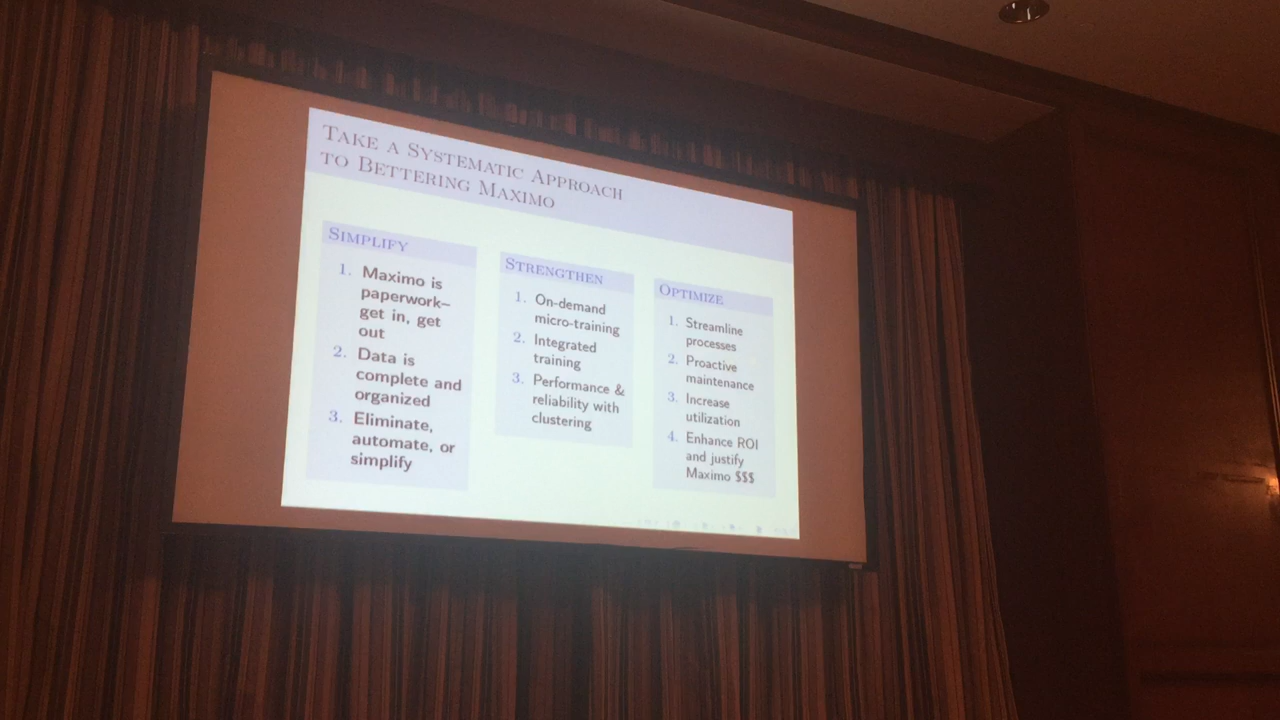 TAKE A SYSTEMATIC APPROACH
TO BETTERING MAXIMO
SIMPLIFY
1. Maximo is
paperwork–
get in, get
out
2. Data is
complete and
organized
3. Eliminate,
automate, or
simplify
STRENGTHEN
1. On-demand
micro-training
2. Integrated
training
3. Performance &
reliability with
clustering
OPTIMIZE
1. Streamline
processes
2. Proactive
maintenance
3. Increase
utilization
4. Enhance ROI
and justify
Maximo $$$